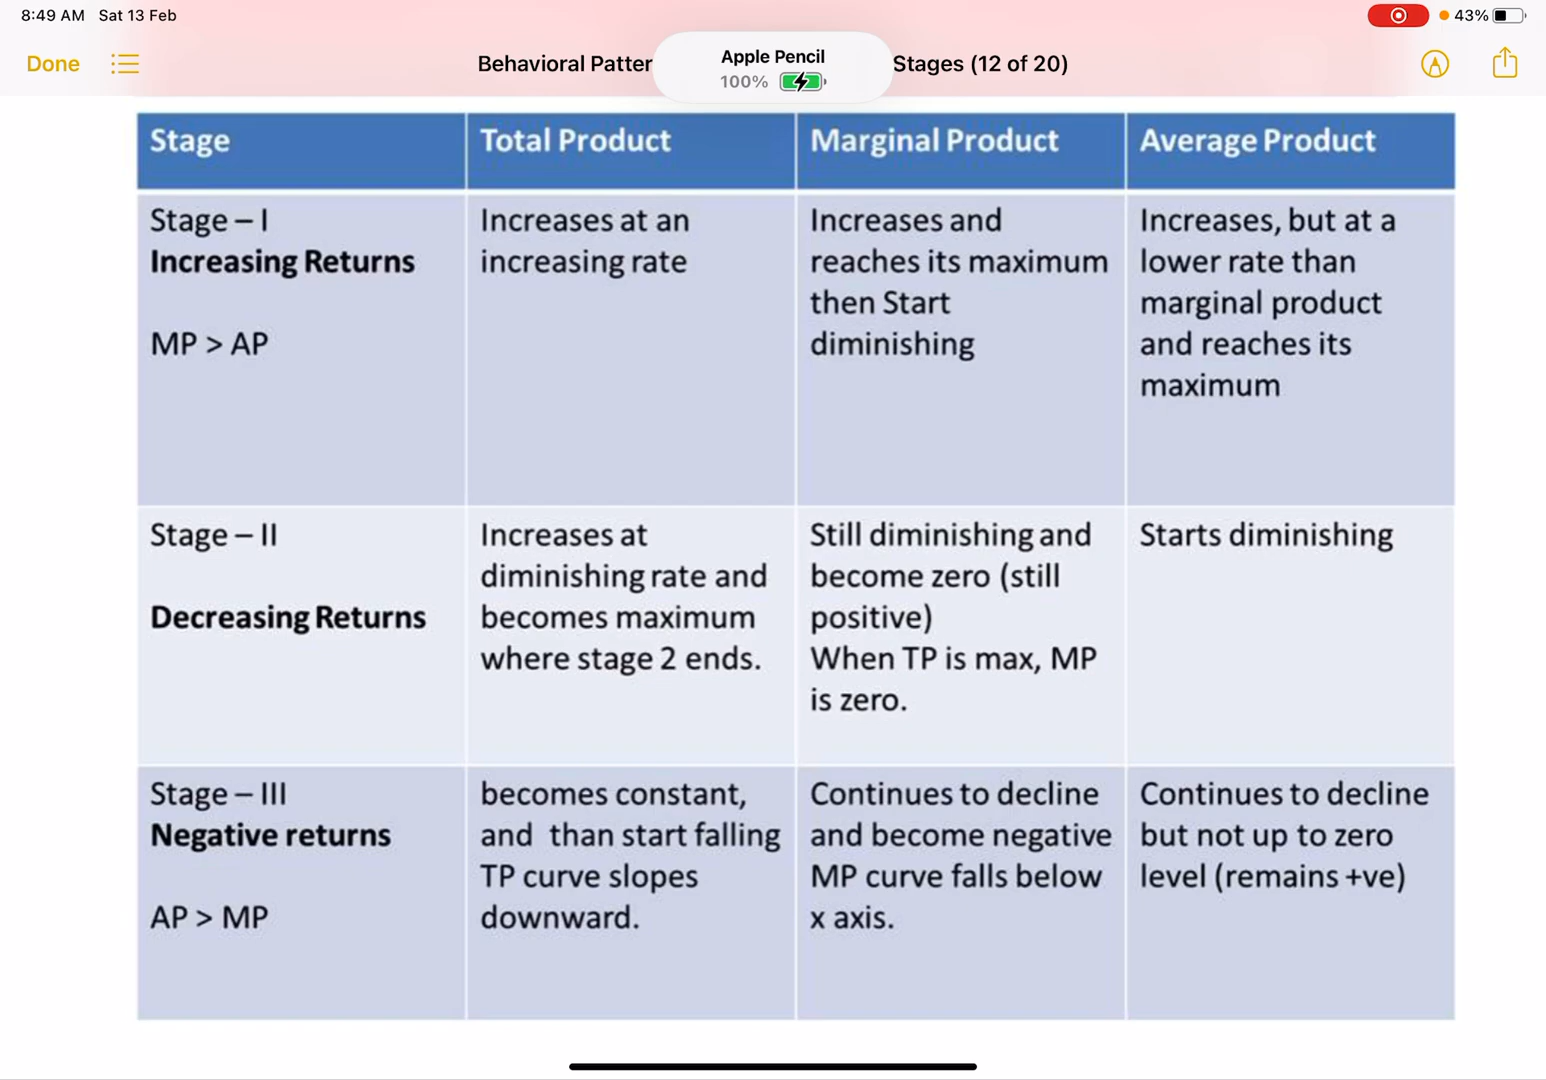 8:49 AM Sat 13 Feb
43%
Done
Behavioral Patter
Apple Pencil
100%
Stages (12 of 20)
Stage
Total Product
Marginal Product
Average Product
Stage – I
Increasing Returns
MP > AP
Increases at an
increasing rate
Increases and
reaches its maximum
then Start
diminishing
Increases, but at a
lower rate than
marginal product
and reaches its
maximum
Stage – II
Decreasing Returns
Increases at
diminishing rate and
becomes maximum
where stage 2 ends.
Still diminishing and
become zero (still
positive)
When TP is max, MP
is zero.
Starts diminishing
Stage – III
Negative returns
AP > MP
becomes constant,
and than start falling
TP curve slopes
downward.
Continues to decline
and become negative
MP curve falls below
x axis.
Continues to decline
but not up to zero
level (remains +ve)